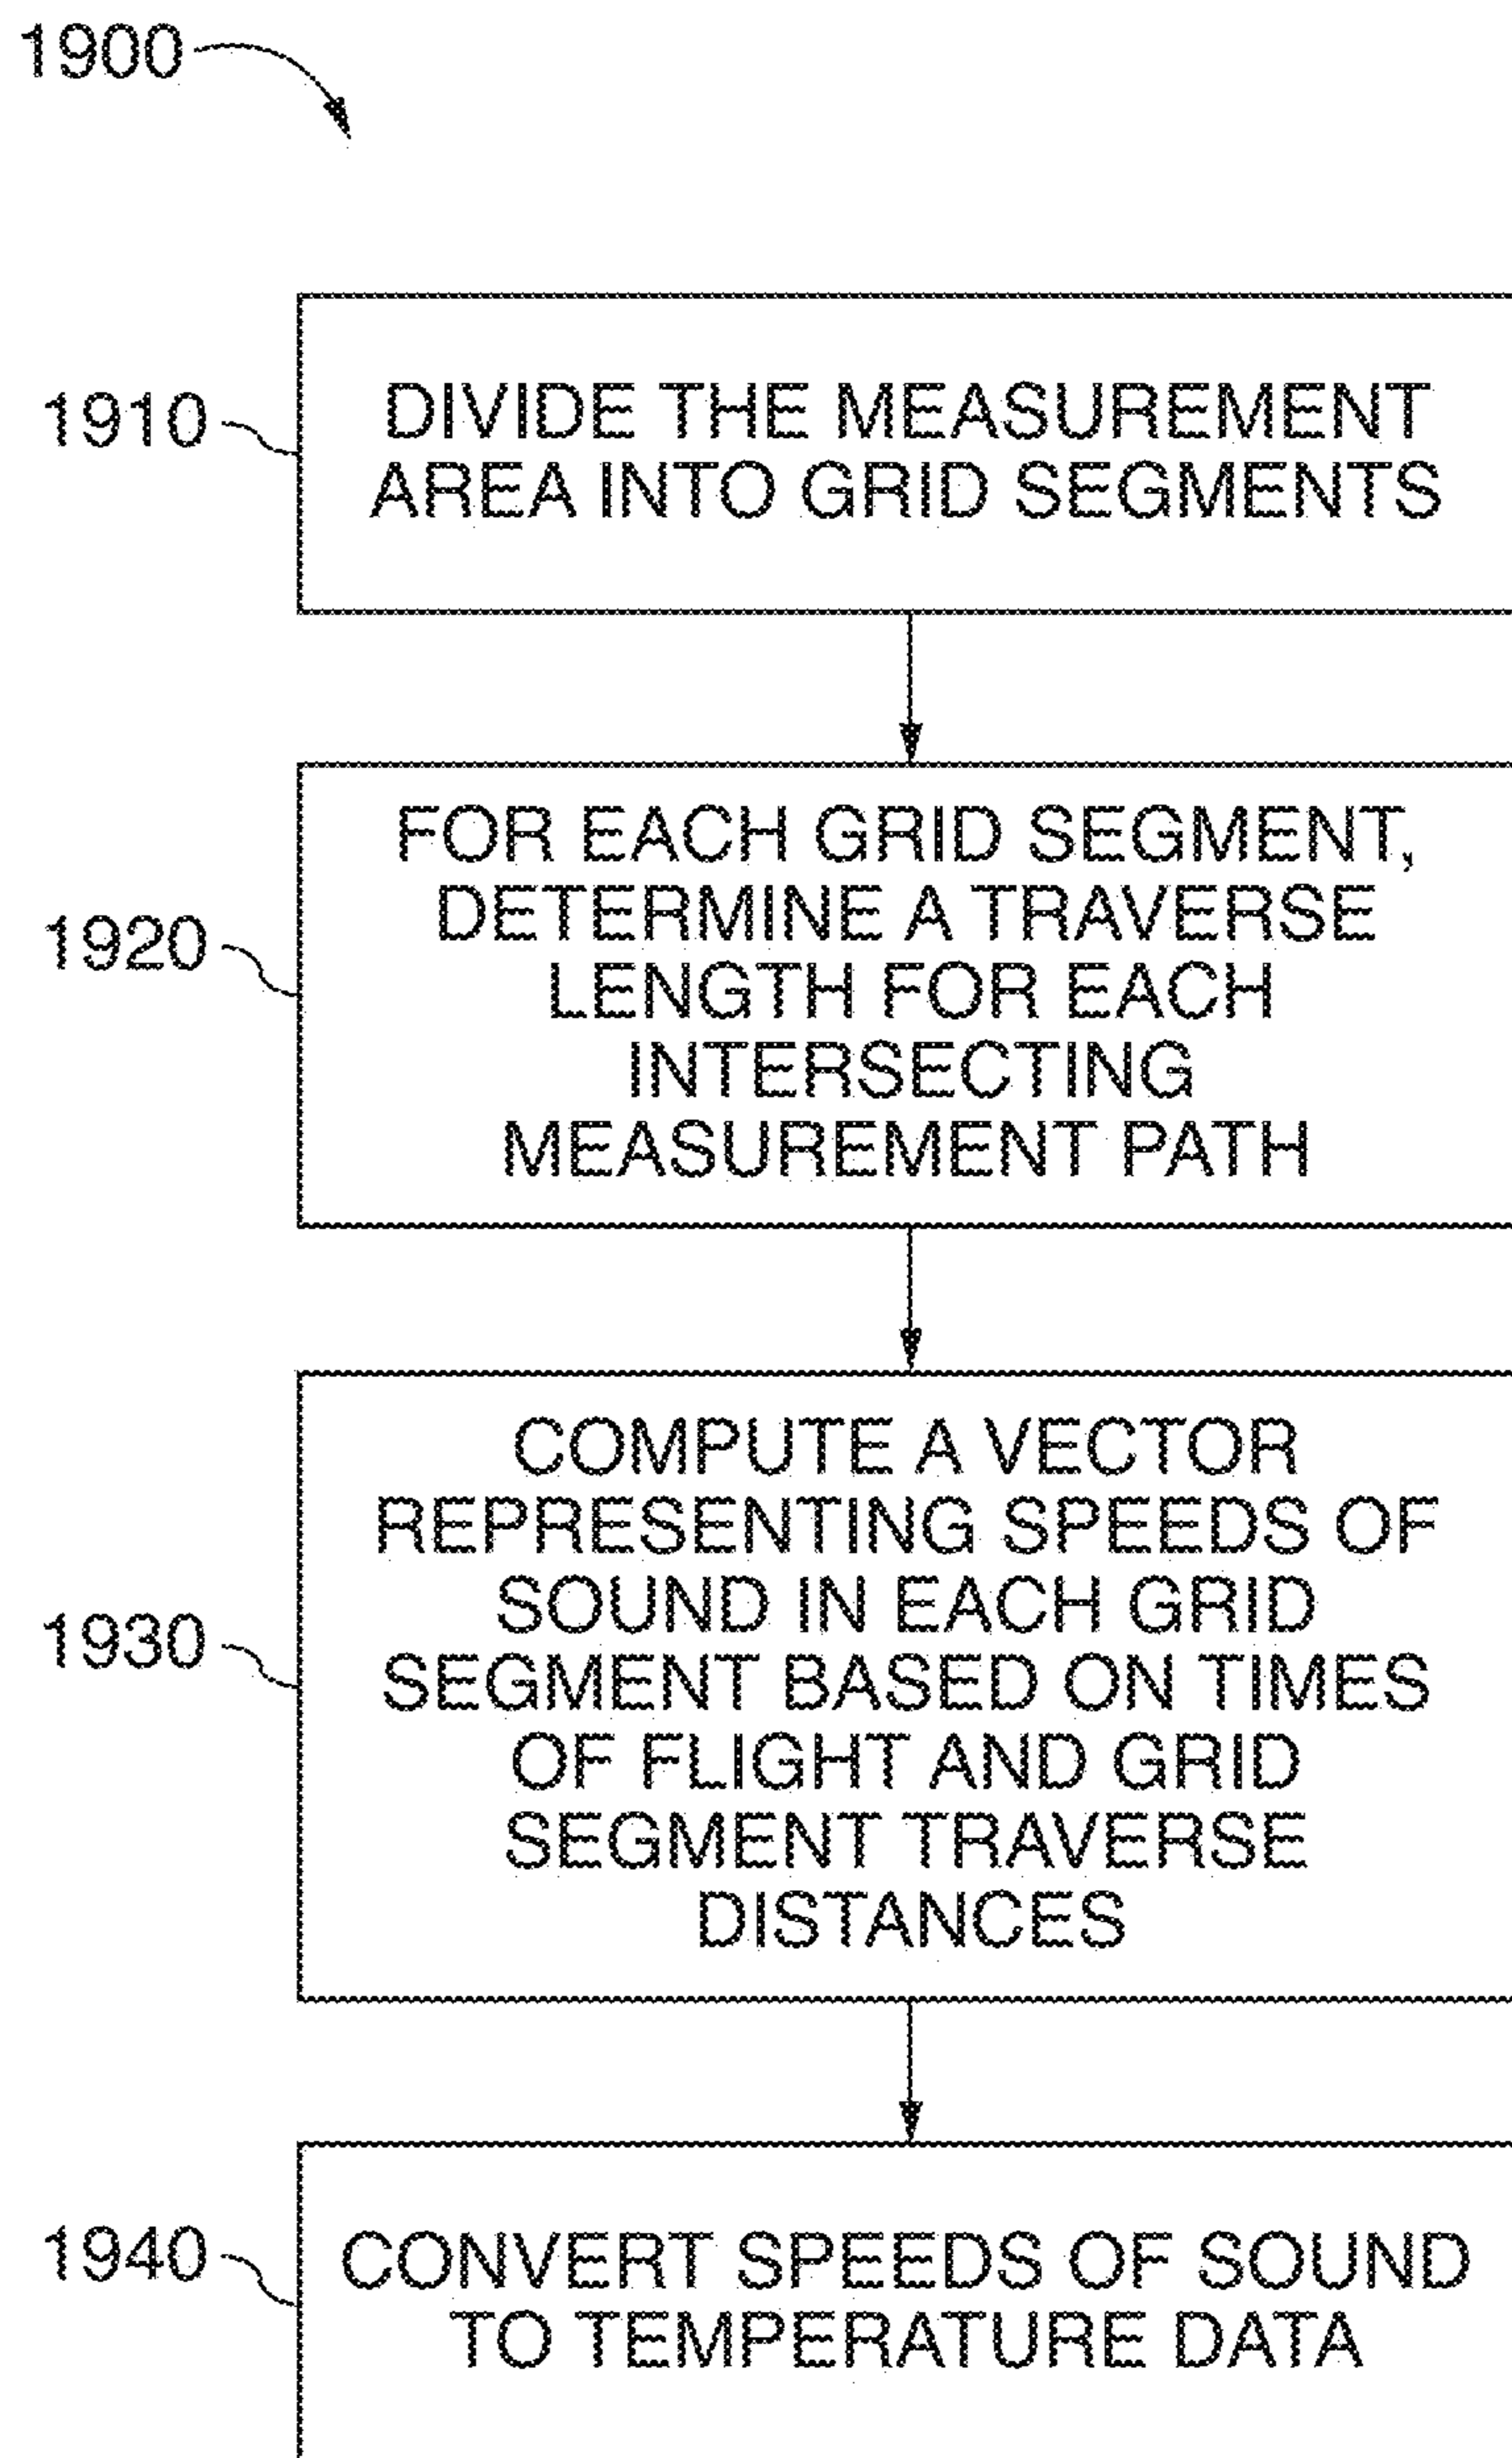 1900
1910
DIVIDE THE MEASUREMENT
AREA INTO GRID SEGMENTS
1920
FOR EACH GRID SEGMENT,
DETERMINE A TRAVERSE
LENGTH FOR EACH
INTERSECTING
MEASUREMENT PATH
1930
COMPUTE A VECTOR
REPRESENTING SPEEDS OF
SOUND IN EACH GRID
SEGMENT BASED ON TIMES
OF FLIGHT AND GRID
SEGMENT TRAVERSE
DISTANCES
1940
CONVERT SPEEDS OF SOUND
TO TEMPERATURE DATA